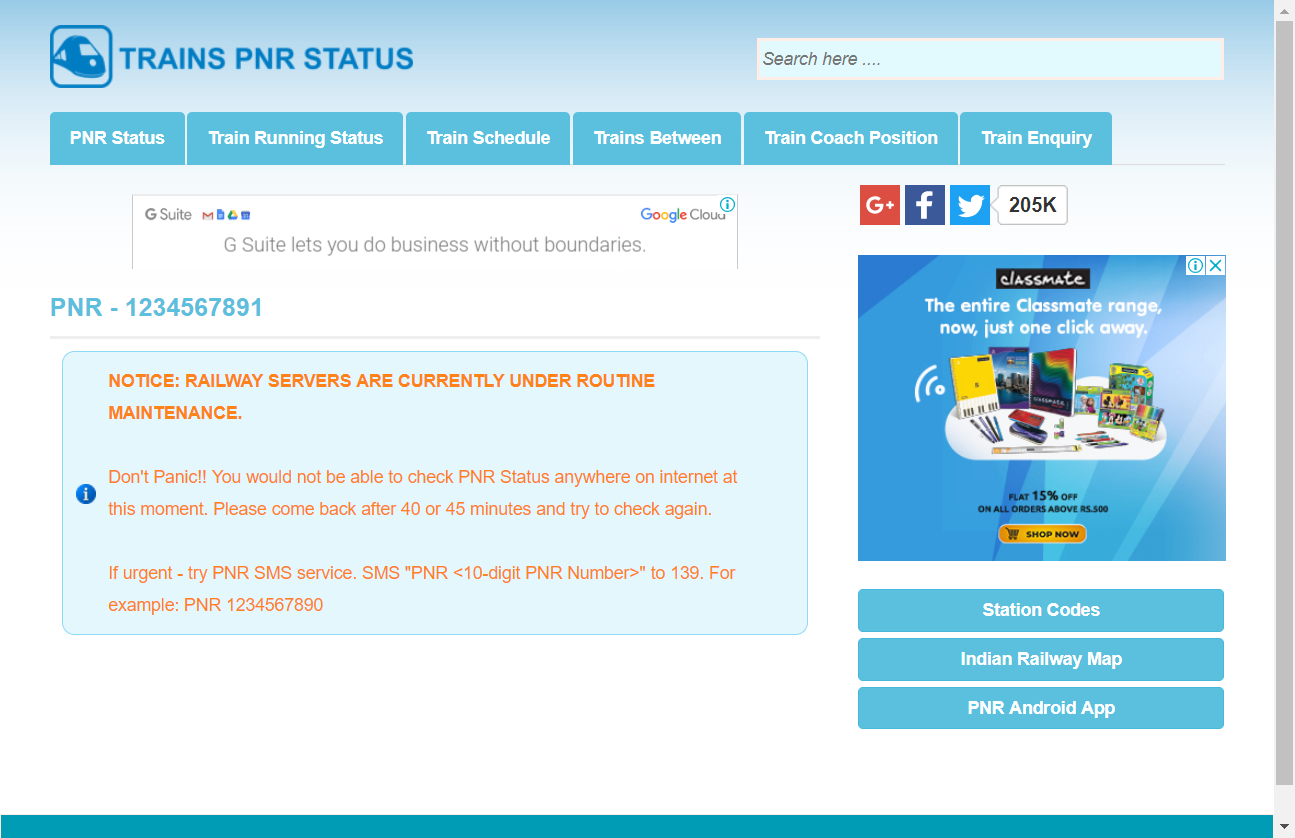 TRAINS PNR STATUS
Search here ....
PNR Status
Train Running Status
Train Schedule
Trains Between
Train Coach Position
Train Enquiry
G Suite
Google Cloud
G Suite lets you do business without boundaries.
G+
205K
PNR - 1234567891
NOTICE: RAILWAY SERVERS ARE CURRENTLY UNDER ROUTINE
MAINTENANCE.
Don't Panic!! You would not be able to check PNR Status anywhere on internet at
this moment. Please come back after 40 or 45 minutes and try to check again.
If urgent - try PNR SMS service. SMS "PNR <10-digit PNR Number>" to 139. For
example: PNR 1234567890
classmate
The entire Classmate range,
now, just one click away.
CLASSMATE
FLAT 15% OFF
ON ALL ORDERS ABOVE RS.500
SHOP NOW
Station Codes
Indian Railway Map
PNR Android App